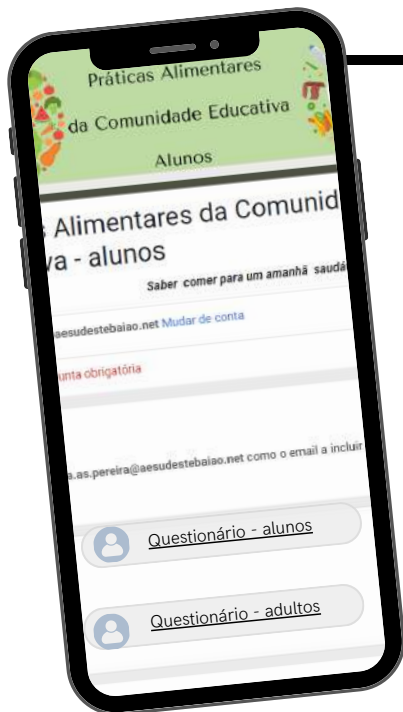 Práticas Alimentares
da Comunidade Educativa
Alunos
Alimentares da Comunid
va - alunos
Saber comer para um amanhã saudá
aesudestebaiao.net Mudar de conta
unta obrigatória
a.as.pereira@aesudestebaiao.net como o email a incluir
Questionário - alunos
Questionário - adultos